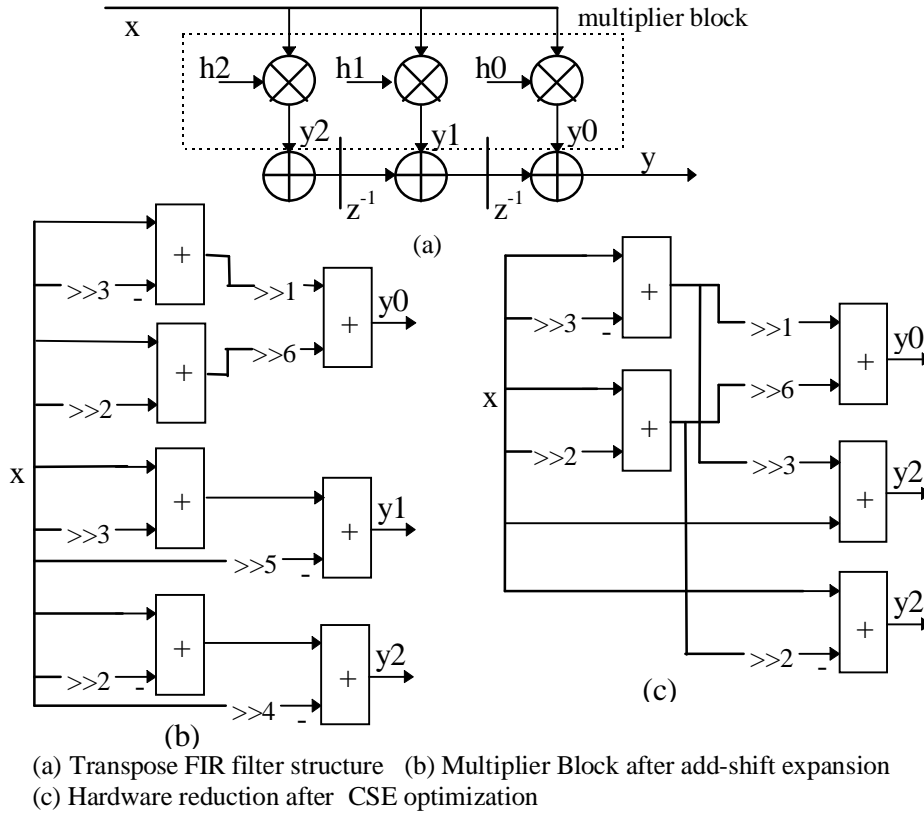 x
multiplier block
h2
h1
h0
y2
y1
y0
y
z-1
z-1
(a)
+
>>3
-
>>1
+
y0
+
>>6
>>2
x
+
>>3
+
y1
>>5
-
+
>>2
-
+
y2
>>4
-
(b)
+
>>3
-
>>1
+
y0
x
+
>>6
>>2
>>3
+
y2
+
y2
>>2
-
(c)
(a) Transpose FIR filter structure (b) Multiplier Block after add-shift expansion
(c) Hardware reduction after CSE optimization